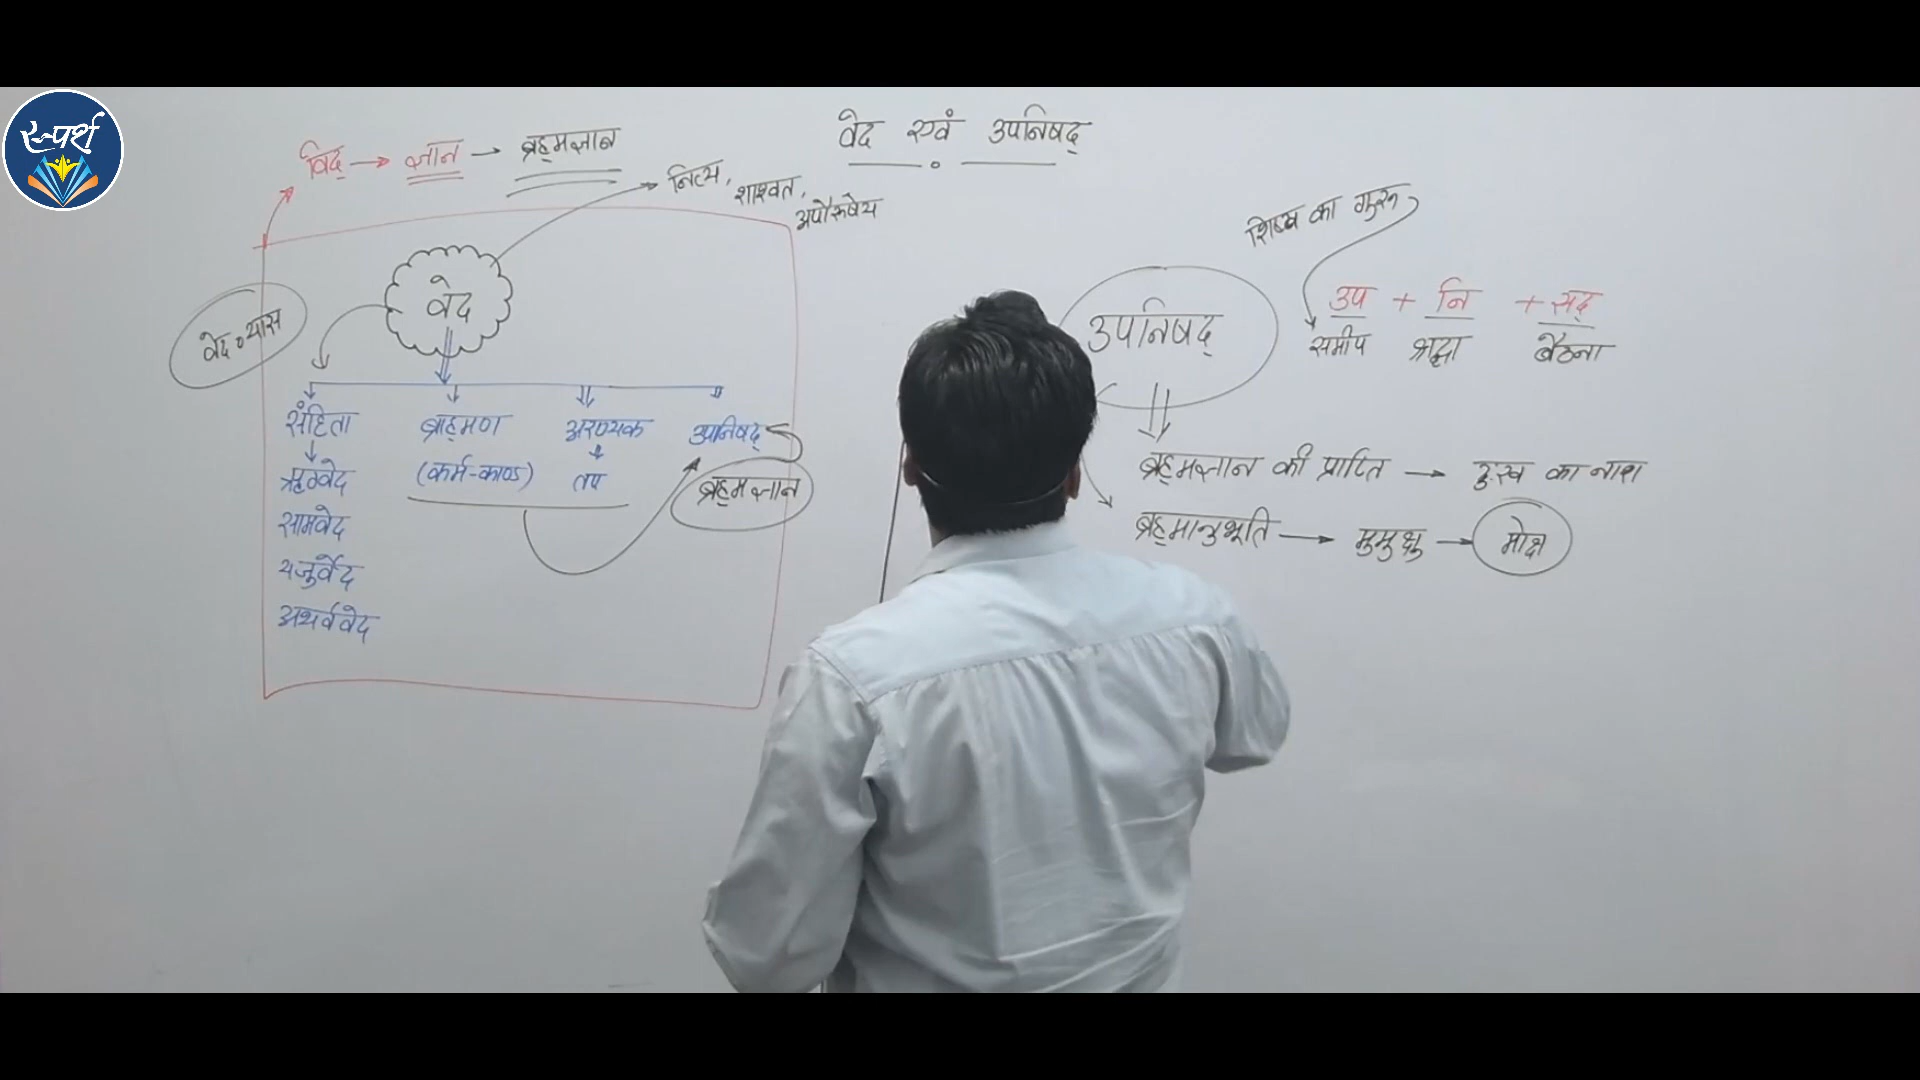 स्पर्श
वेद एवं उपनिषद्
विद् → ज्ञान → ब्रह्मज्ञान
नित्य, शाश्वत, अपौरूषेय
वेद
वेदव्यास
संहिता ब्राह्मण अरण्यक उपनिषद्
ऋग्वेद (कर्म-काण्ड) तप ब्रह्मज्ञान
सामवेद
यजुर्वेद
अथर्ववेद
शिष्य का गुरू
उपनिषद्
उप + नि + सद्
समीप श्रद्धा बैठना
ब्रह्मज्ञान की प्राप्ति → दुःख का नाश
ब्रह्मानुभूति → मुमुक्षु → मोक्ष